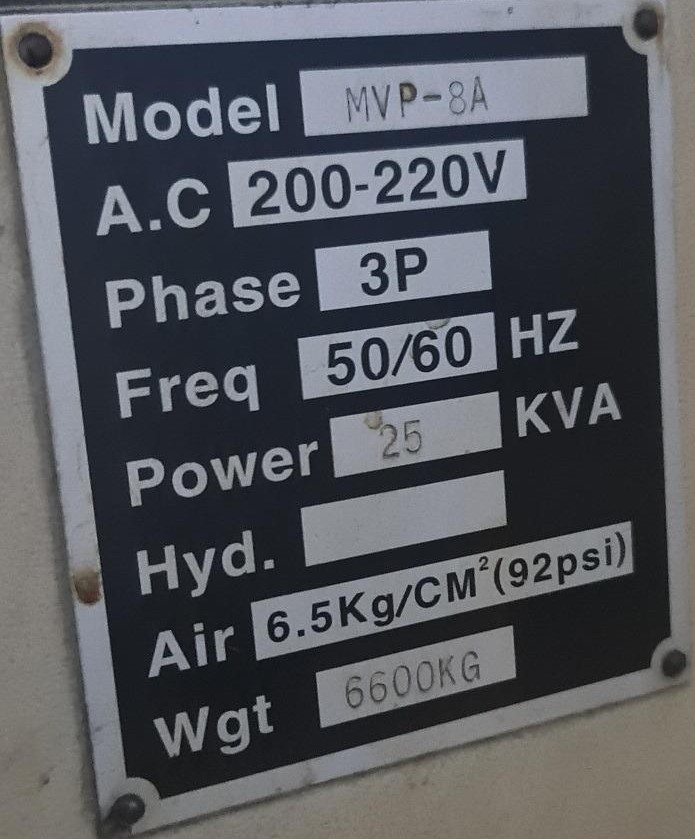 Model MVP-8A
A.C 200-220V
Phase 3P
Freq 50/60 HZ
Power 25 KVA
Hyd.
Air 6.5Kg/CM²(92psi)
Wgt 6600KG